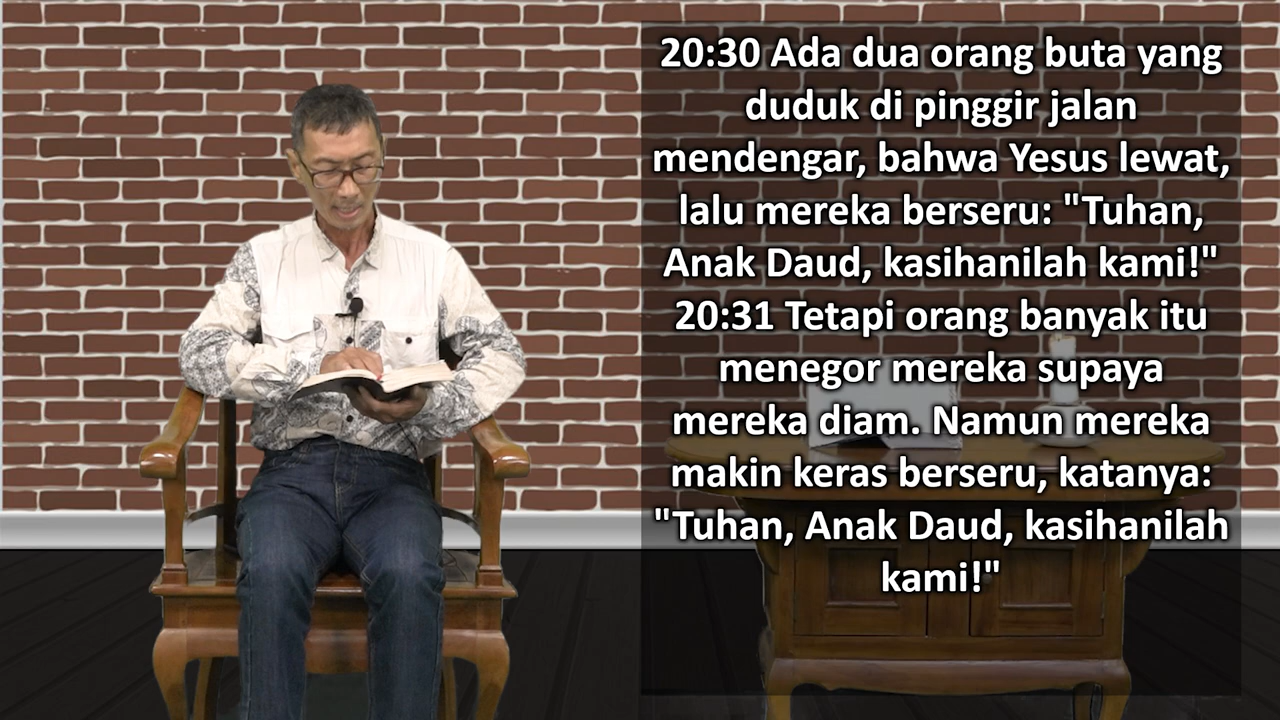 20:30 Ada dua orang buta yang
duduk di pinggir jalan
mendengar, bahwa Yesus lewat,
lalu mereka berseru: "Tuhan,
Anak Daud, kasihanilah kami!"
20:31 Tetapi orang banyak itu
menegor mereka supaya
mereka diam. Namun mereka
makin keras berseru, katanya:
"Tuhan, Anak Daud, kasihanilah
kami!"